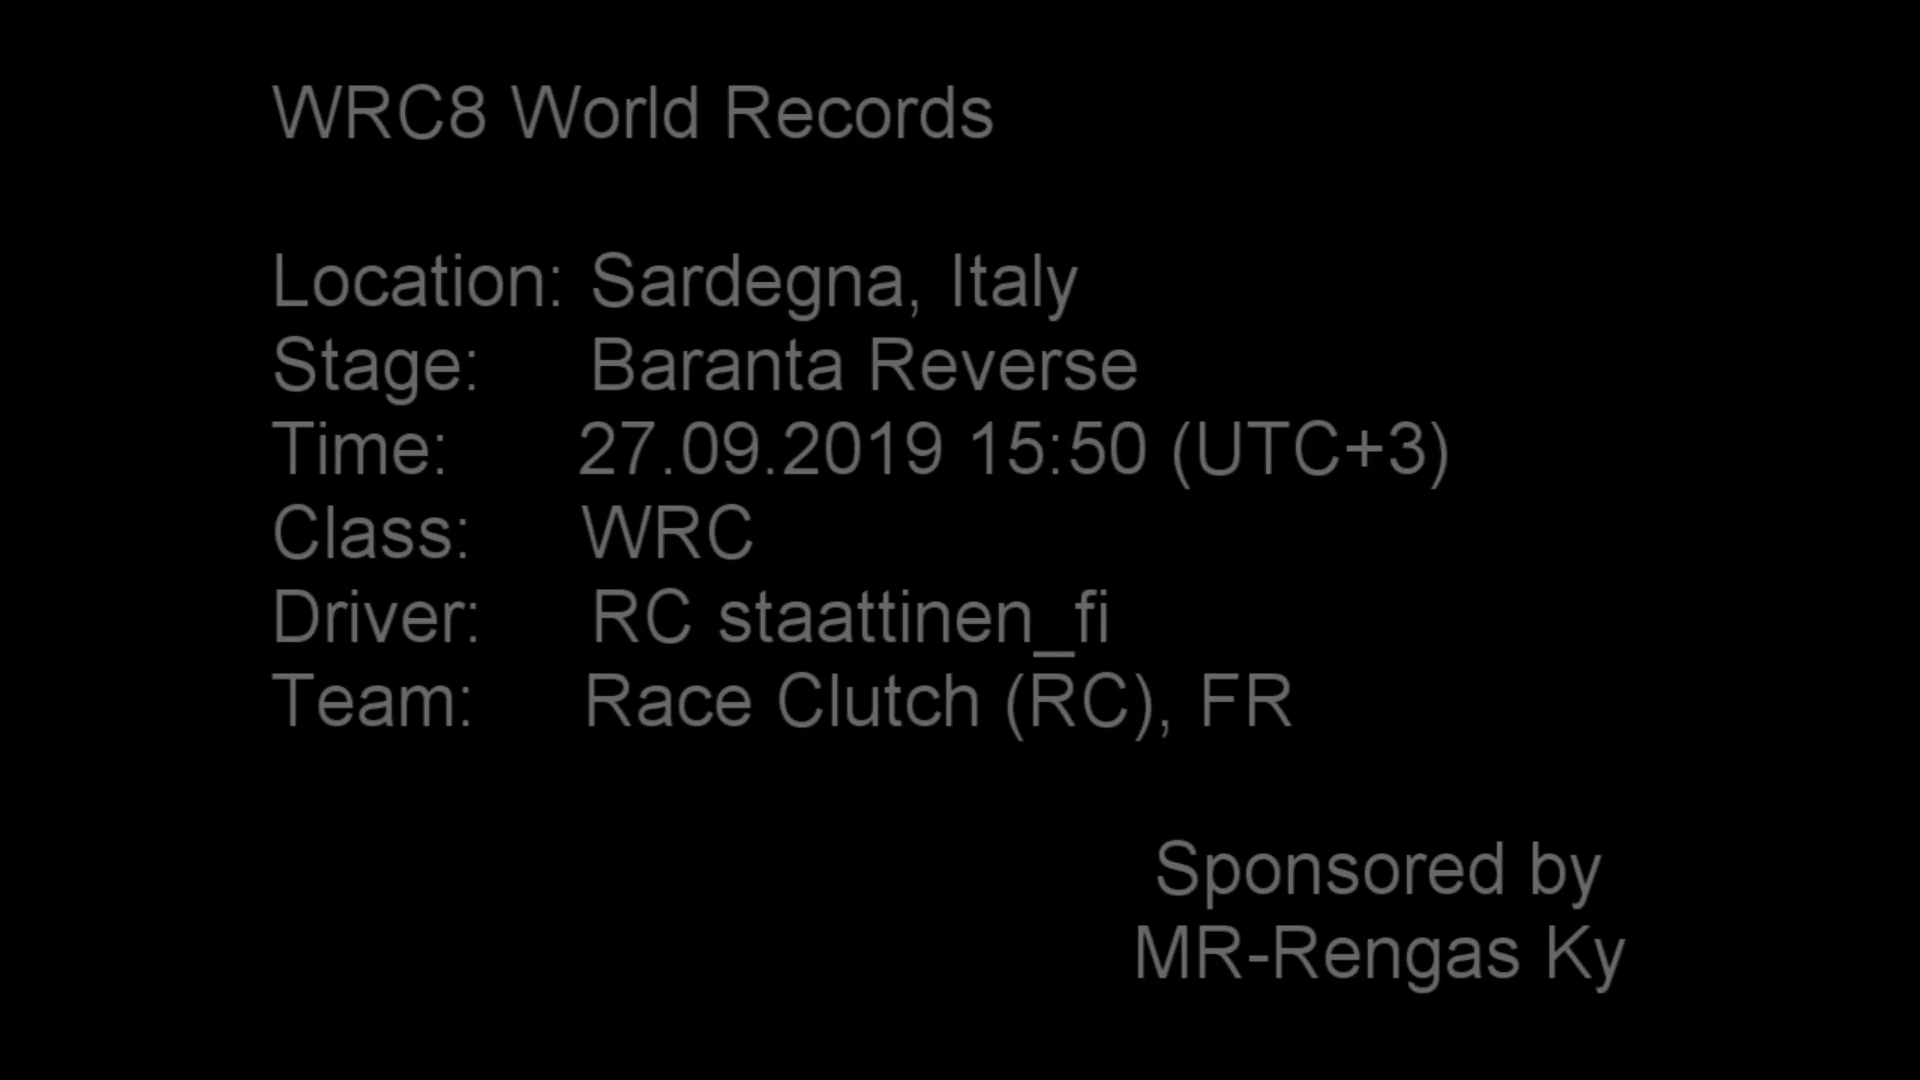 WRC8 World Records
Location: Sardegna, Italy
Stage: Baranta Reverse
Time: 27.09.2019 15:50 (UTC+3)
Class: WRC
Driver: RC staattinen_fi
Team: Race Clutch (RC), FR
Sponsored by
MR-Rengas Ky